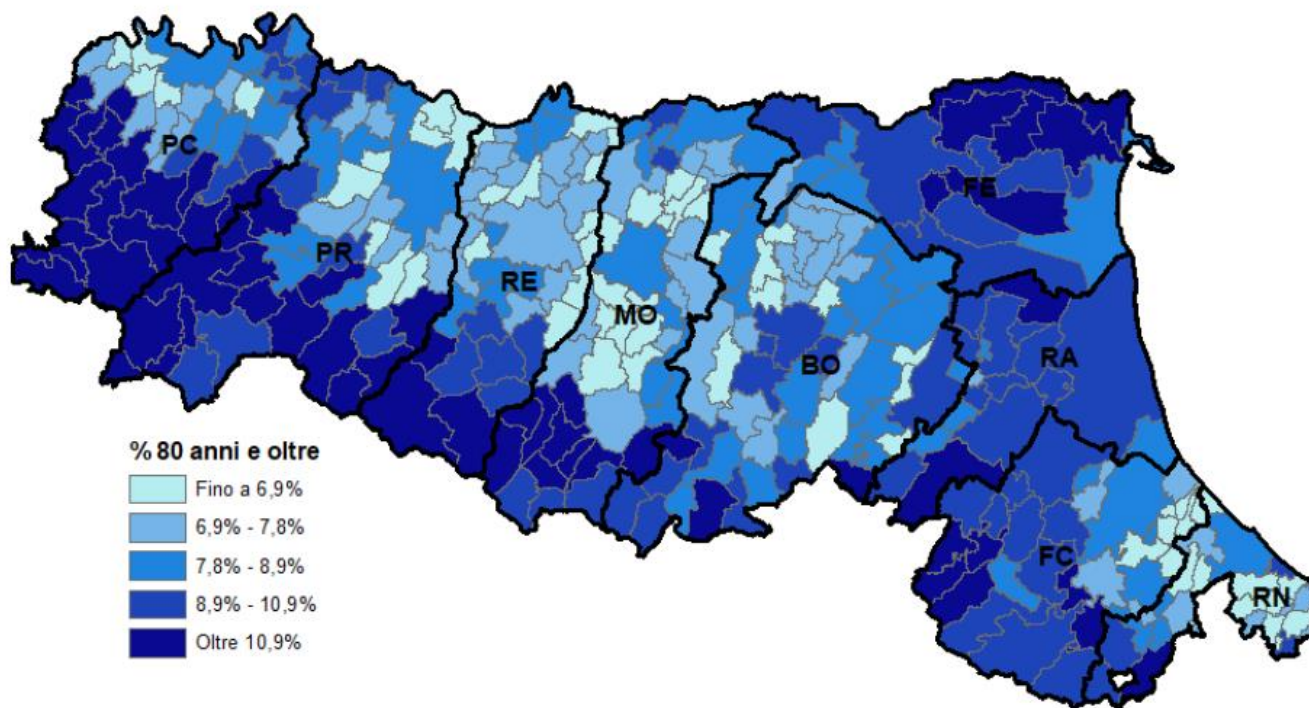 PC
FE
PR
RE
MO
BO
RA
FC
RN
% 80 anni e oltre
Fino a 6,9%
6,9% - 7,8%
7,8% - 8,9%
8,9% - 10,9%
Oltre 10,9%